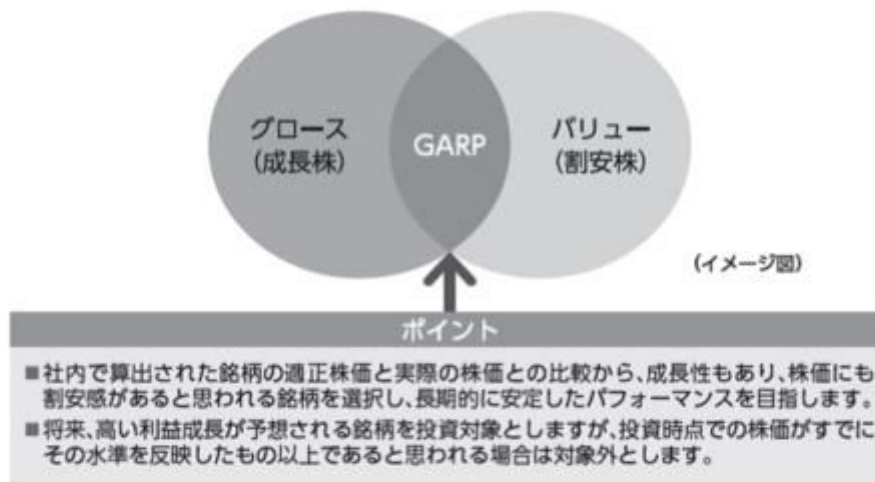 グロース
(成長株)
GARP
バリュー
(割安株)
(イメージ図)
ポイント
■社内で算出された銘柄の適正株価と実際の株価との比較から、成長性もあり、株価にも
割安感があると思われる銘柄を選択し、長期的に安定したパフォーマンスを目指します。
■将来、高い利益成長が予想される銘柄を投資対象としますが、投資時点での株価がすでに
その水準を反映したもの以上であると思われる場合は対象外とします。